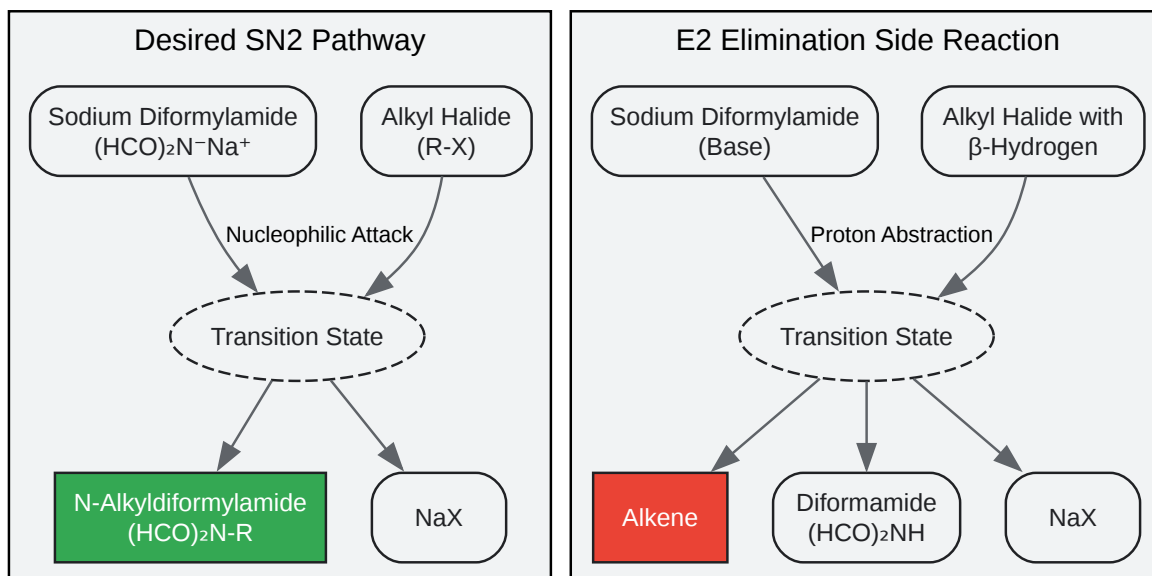 Desired SN2 Pathway
Sodium Diformylamide
(HCO)₂N⁻Na⁺
Alkyl Halide
(R-X)
Nucleophilic Attack
Transition State
N-Alkyldiformylamide
(HCO)₂N-R
NaX
E2 Elimination Side Reaction
Sodium Diformylamide
(Base)
Alkyl Halide with
β-Hydrogen
Proton Abstraction
Transition State
Alkene
Diformamide
(HCO)₂NH
NaX